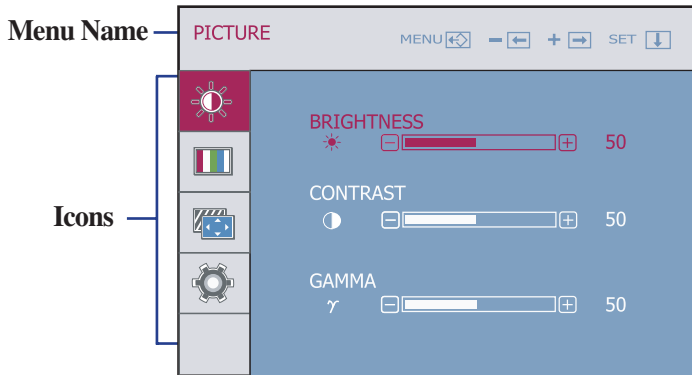 Menu Name
PICTURE MENU - + SET
BRIGHTNESS
50
CONTRAST
50
Icons
GAMMA
γ 50